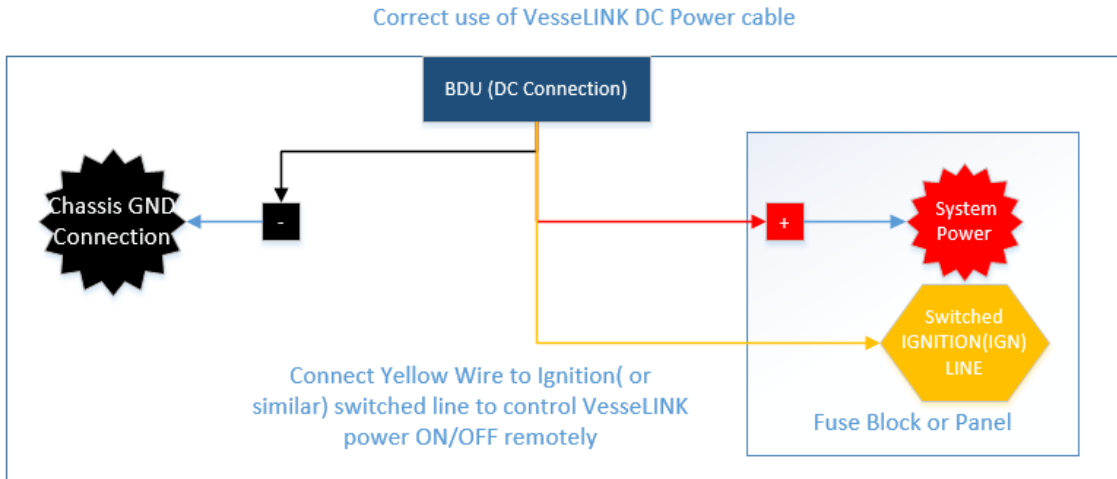 Correct use of VesseLINK DC Power cable
BDU (DC Connection)
Chassis GND
Connection
-
+
System
Power
Switched
IGNITION(IGN)
LINE
Connect Yellow Wire to Ignition( or
similar) switched line to control VesseLINK
power ON/OFF remotely
Fuse Block or Panel